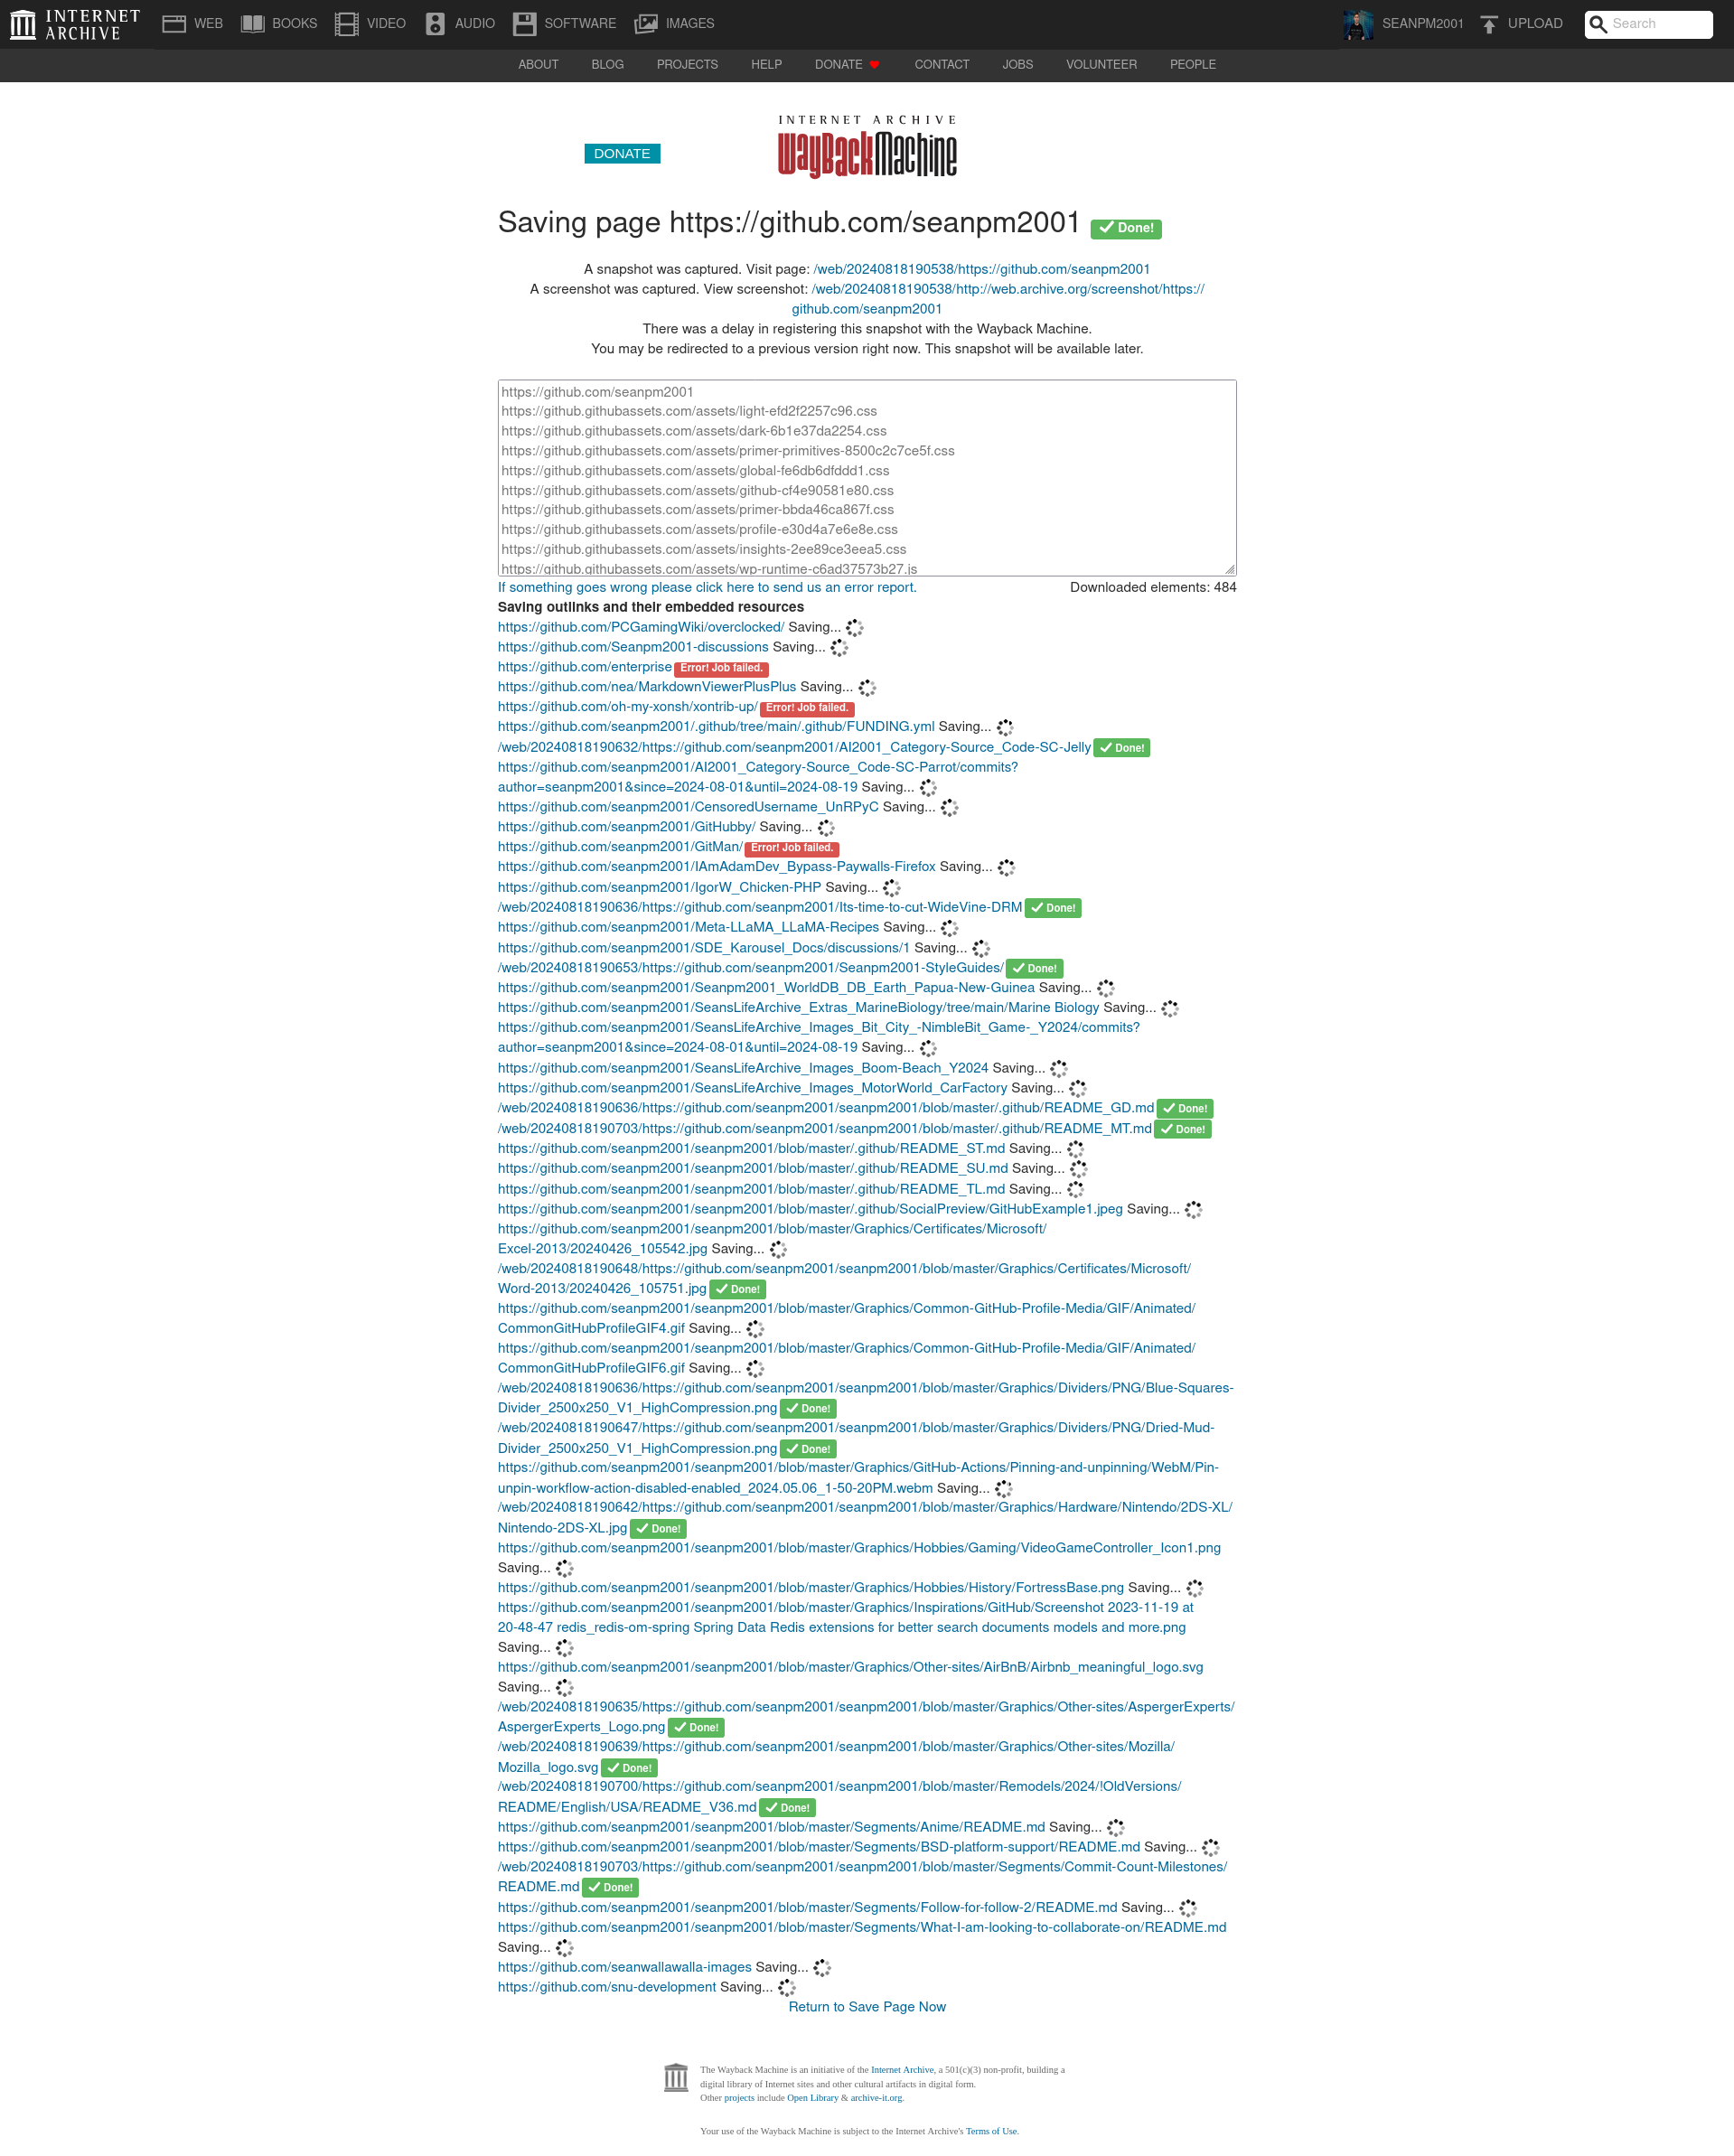 INTERNET ARCHIVE
WEB BOOKS VIDEO AUDIO SOFTWARE IMAGES SEANPM2001 UPLOAD Search
ABOUT BLOG PROJECTS HELP DONATE CONTACT JOBS VOLUNTEER PEOPLE
INTERNET ARCHIVE
DONATE WayBackMachine
Saving page https://github.com/seanpm2001 Done!
A snapshot was captured. Visit page: /web/20240818190538/https://github.com/seanpm2001
A screenshot was captured. View screenshot: /web/20240818190538/http://web.archive.org/screenshot/https://
github.com/seanpm2001
There was a delay in registering this snapshot with the Wayback Machine.
You may be redirected to a previous version right now. This snapshot will be available later.
https://github.com/seanpm2001
https://github.githubassets.com/assets/light-efd2f2257c96.css
https://github.githubassets.com/assets/dark-6b1e37da2254.css
https://github.githubassets.com/assets/primer-primitives-8500c2c7ce5f.css
https://github.githubassets.com/assets/global-fe6db6dfddd1.css
https://github.githubassets.com/assets/github-cf4e90581e80.css
https://github.githubassets.com/assets/primer-bbda46ca867f.css
https://github.githubassets.com/assets/profile-e30d4a7e6e8e.css
https://github.githubassets.com/assets/insights-2ee89ce3eea5.css
https://github.githubassets.com/assets/wp-runtime-c6ad37573b27.js
If something goes wrong please click here to send us an error report. Downloaded elements: 484
Saving outlinks and their embedded resources
https://github.com/PCGamingWiki/overclocked/ Saving...
https://github.com/Seanpm2001-discussions Saving...
https://github.com/enterprise Error! Job failed.
https://github.com/nea/MarkdownViewerPlusPlus Saving...
https://github.com/oh-my-xonsh/xontrib-up/ Error! Job failed.
https://github.com/seanpm2001/.github/tree/main/.github/FUNDING.yml Saving...
/web/20240818190632/https://github.com/seanpm2001/AI2001_Category-Source_Code-SC-Jelly Done!
https://github.com/seanpm2001/AI2001_Category-Source_Code-SC-Parrot/commits?
author=seanpm2001&since=2024-08-01&until=2024-08-19 Saving...
https://github.com/seanpm2001/CensoredUsername_UnRPyC Saving...
https://github.com/seanpm2001/GitHubby/ Saving...
https://github.com/seanpm2001/GitMan/ Error! Job failed.
https://github.com/seanpm2001/IAmAdamDev_Bypass-Paywalls-Firefox Saving...
https://github.com/seanpm2001/IgorW_Chicken-PHP Saving...
/web/20240818190636/https://github.com/seanpm2001/Its-time-to-cut-WideVine-DRM Done!
https://github.com/seanpm2001/Meta-LLaMA_LLaMA-Recipes Saving...
https://github.com/seanpm2001/SDE_Karousel_Docs/discussions/1 Saving...
/web/20240818190653/https://github.com/seanpm2001/Seanpm2001-StyleGuides/ Done!
https://github.com/seanpm2001/Seanpm2001_WorldDB_DB_Earth_Papua-New-Guinea Saving...
https://github.com/seanpm2001/SeansLifeArchive_Extras_MarineBiology/tree/main/Marine Biology Saving...
https://github.com/seanpm2001/SeansLifeArchive_Images_Bit_City_-NimbleBit_Game-_Y2024/commits?
author=seanpm2001&since=2024-08-01&until=2024-08-19 Saving...
https://github.com/seanpm2001/SeansLifeArchive_Images_Boom-Beach_Y2024 Saving...
https://github.com/seanpm2001/SeansLifeArchive_Images_MotorWorld_CarFactory Saving...
/web/20240818190636/https://github.com/seanpm2001/seanpm2001/blob/master/.github/README_GD.md Done!
/web/20240818190703/https://github.com/seanpm2001/seanpm2001/blob/master/.github/README_MT.md Done!
https://github.com/seanpm2001/seanpm2001/blob/master/.github/README_ST.md Saving...
https://github.com/seanpm2001/seanpm2001/blob/master/.github/README_SU.md Saving...
https://github.com/seanpm2001/seanpm2001/blob/master/.github/README_TL.md Saving...
https://github.com/seanpm2001/seanpm2001/blob/master/.github/SocialPreview/GitHubExample1.jpeg Saving...
https://github.com/seanpm2001/seanpm2001/blob/master/Graphics/Certificates/Microsoft/
Excel-2013/20240426_105542.jpg Saving...
/web/20240818190648/https://github.com/seanpm2001/seanpm2001/blob/master/Graphics/Certificates/Microsoft/
Word-2013/20240426_105751.jpg Done!
https://github.com/seanpm2001/seanpm2001/blob/master/Graphics/Common-GitHub-Profile-Media/GIF/Animated/
CommonGitHubProfileGIF4.gif Saving...
https://github.com/seanpm2001/seanpm2001/blob/master/Graphics/Common-GitHub-Profile-Media/GIF/Animated/
CommonGitHubProfileGIF6.gif Saving...
/web/20240818190636/https://github.com/seanpm2001/seanpm2001/blob/master/Graphics/Dividers/PNG/Blue-Squares-
Divider_2500x250_V1_HighCompression.png Done!
/web/20240818190647/https://github.com/seanpm2001/seanpm2001/blob/master/Graphics/Dividers/PNG/Dried-Mud-
Divider_2500x250_V1_HighCompression.png Done!
https://github.com/seanpm2001/seanpm2001/blob/master/Graphics/GitHub-Actions/Pinning-and-unpinning/WebM/Pin-
unpin-workflow-action-disabled-enabled_2024.05.06_1-50-20PM.webm Saving...
/web/20240818190642/https://github.com/seanpm2001/seanpm2001/blob/master/Graphics/Hardware/Nintendo/2DS-XL/
Nintendo-2DS-XL.jpg Done!
https://github.com/seanpm2001/seanpm2001/blob/master/Graphics/Hobbies/Gaming/VideoGameController_Icon1.png
Saving...
https://github.com/seanpm2001/seanpm2001/blob/master/Graphics/Hobbies/History/FortressBase.png Saving...
https://github.com/seanpm2001/seanpm2001/blob/master/Graphics/Inspirations/GitHub/Screenshot 2023-11-19 at
20-48-47 redis_redis-om-spring Spring Data Redis extensions for better search documents models and more.png
Saving...
https://github.com/seanpm2001/seanpm2001/blob/master/Graphics/Other-sites/AirBnB/Airbnb_meaningful_logo.svg
Saving...
/web/20240818190635/https://github.com/seanpm2001/seanpm2001/blob/master/Graphics/Other-sites/AspergerExperts/
AspergerExperts_Logo.png Done!
/web/20240818190639/https://github.com/seanpm2001/seanpm2001/blob/master/Graphics/Other-sites/Mozilla/
Mozilla_logo.svg Done!
/web/20240818190700/https://github.com/seanpm2001/seanpm2001/blob/master/Remodels/2024/!OldVersions/
README/English/USA/README_V36.md Done!
https://github.com/seanpm2001/seanpm2001/blob/master/Segments/Anime/README.md Saving...
https://github.com/seanpm2001/seanpm2001/blob/master/Segments/BSD-platform-support/README.md Saving...
/web/20240818190703/https://github.com/seanpm2001/seanpm2001/blob/master/Segments/Commit-Count-Milestones/
README.md Done!
https://github.com/seanpm2001/seanpm2001/blob/master/Segments/Follow-for-follow-2/README.md Saving...
https://github.com/seanpm2001/seanpm2001/blob/master/Segments/What-I-am-looking-to-collaborate-on/README.md
Saving...
https://github.com/seanwallawalla-images Saving...
https://github.com/snu-development Saving...
Return to Save Page Now
The Wayback Machine is an initiative of the Internet Archive, a 501(c)(3) non-profit, building a
digital library of Internet sites and other cultural artifacts in digital form.
Other projects include Open Library & archive-it.org.
Your use of the Wayback Machine is subject to the Internet Archive's Terms of Use.